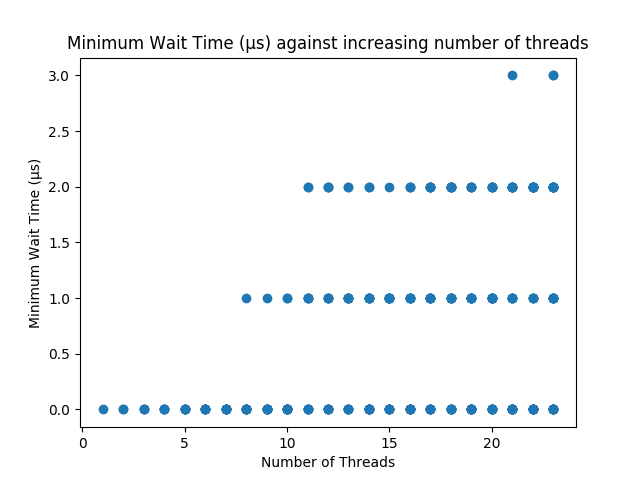 Minimum Wait Time (μs) against increasing number of threads
3.0
2.5
2.0
1.5
1.0
0.5
0.0
Minimum Wait Time (μs)
0 5 10 15 20
Number of Threads